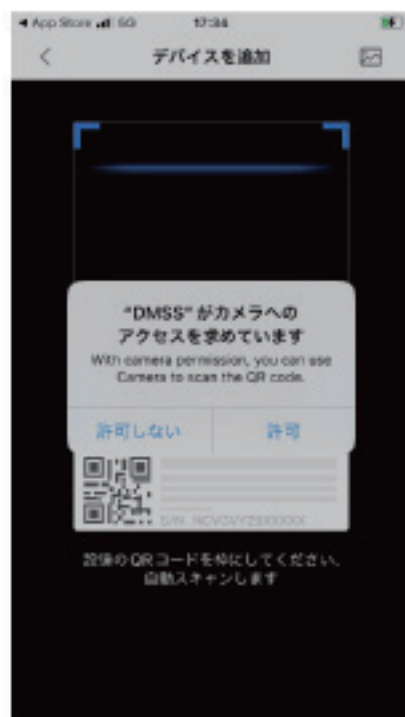 ◀ App Store 5G 17:34
デバイスを追加
"DMSS"がカメラへの
アクセスを求めています
With camera permission, you can use
Camera to scan the QR code.
許可しない 許可
S/N:
設備のQRコードを枠にしてください、
自動スキャンします